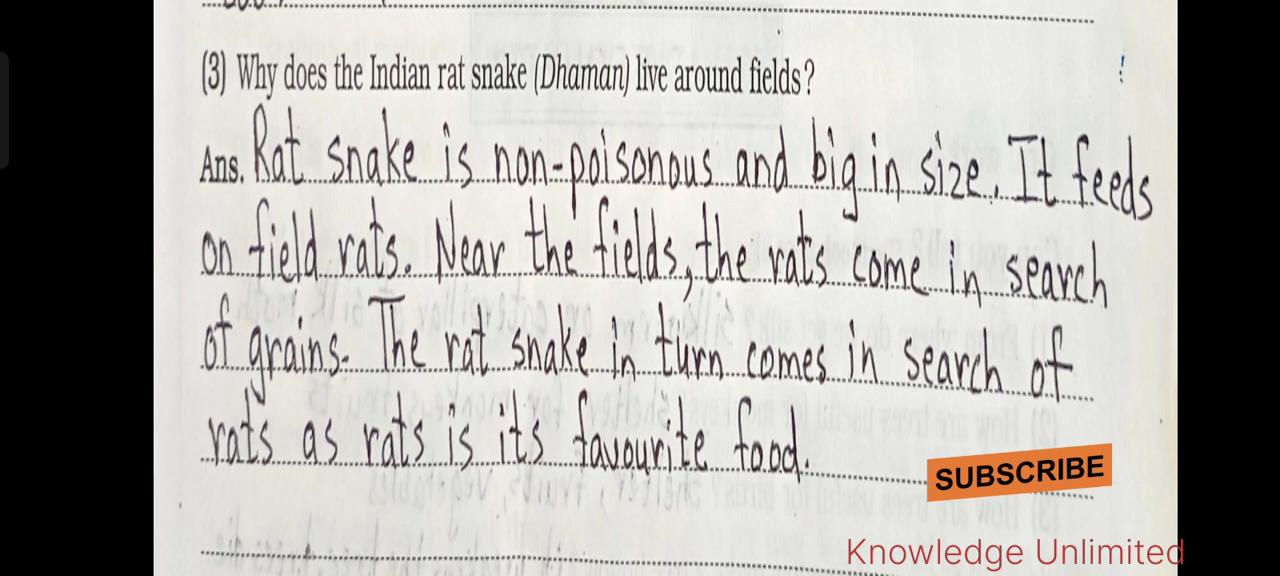 (3) Why does the Indian rat snake (Dhaman) live around fields?
Ans. Rat snake is non-poisonous and big in size. It feeds
on field rats. Near the fields, the rats come in search
of grains. The rat snake in turn comes in search of
rats as rats is its favourite food.
SUBSCRIBE
Knowledge Unlimited